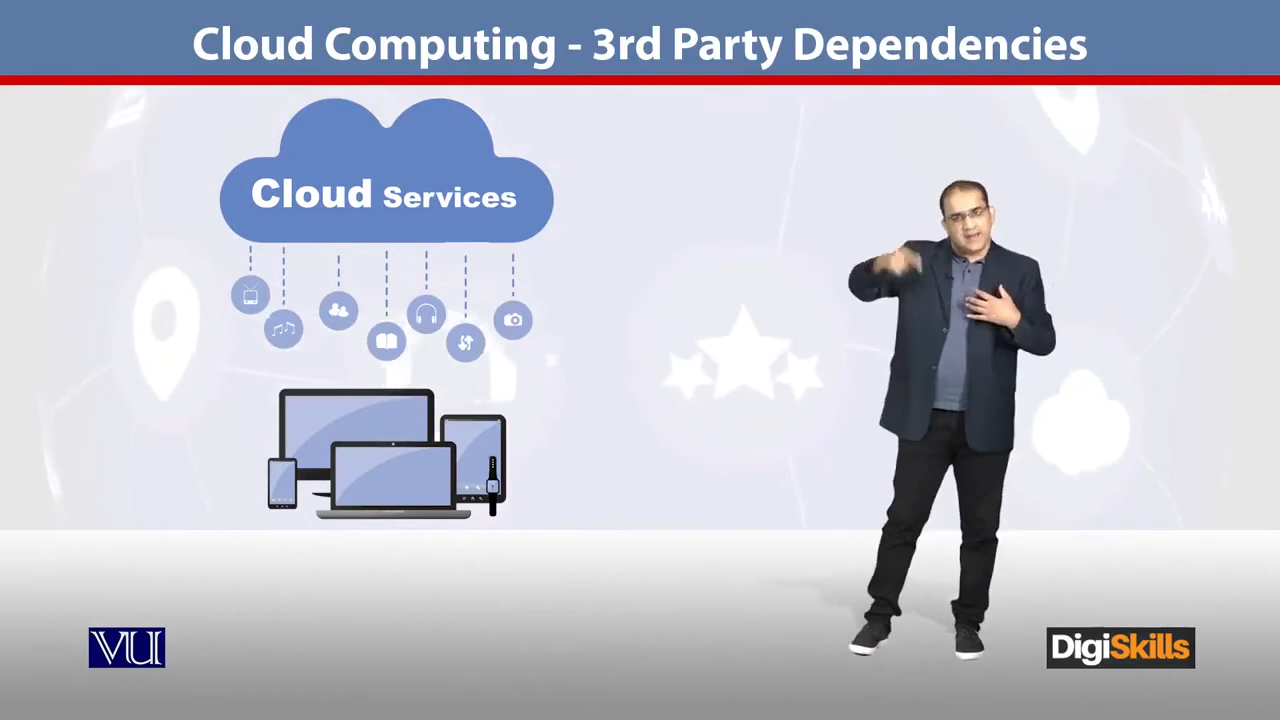 Cloud Computing - 3rd Party Dependencies
Cloud Services
VU
DigiSkills